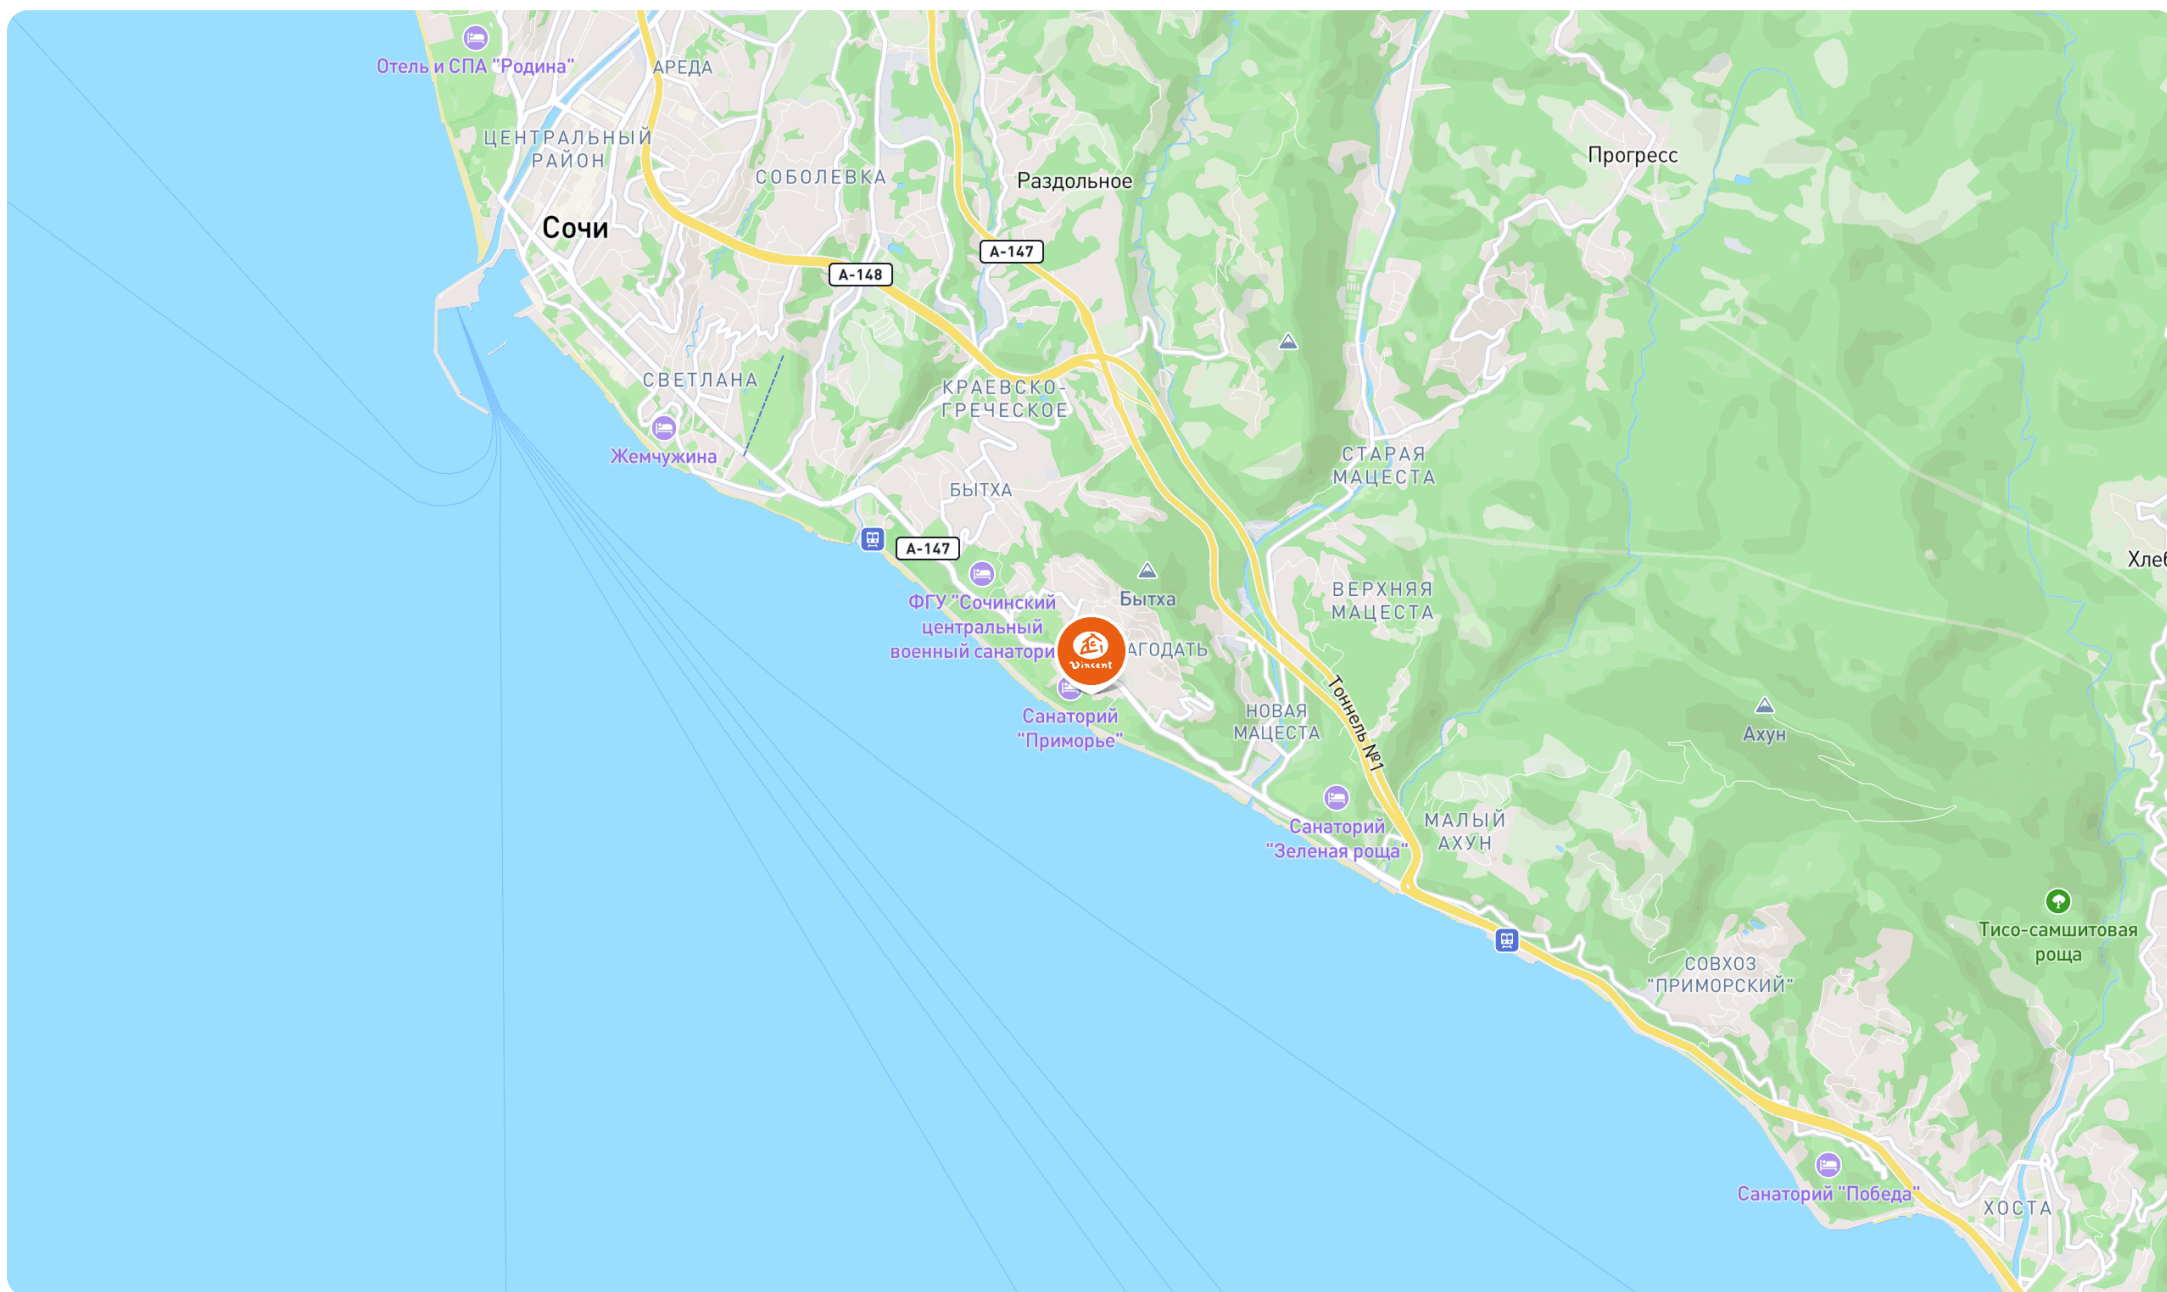 Отель и СПА "Родина"
АРЕДА
ЦЕНТРАЛЬНЫЙ
РАЙОН
Прогресс
СОБОЛЕВКА
Раздольное
Сочи
А-147
А-148
СВЕТЛАНА
КРАЕВСКО-
ГРЕЧЕСКОЕ
Жемчужина
СТАРАЯ
МАЦЕСТА
БЫТХА
А-147
Хлеб
ВЕРХНЯЯ
МАЦЕСТА
Бытха
ФГУ "Сочинский
центральный
военный санатори
Vincent
АГОДАТЬ
Санаторий
"Приморье"
НОВАЯ
МАЦЕСТА
Тоннель №1
Ахун
Санаторий
"Зеленая роща"
МАЛЫЙ
АХУН
Тисо-самшитовая
роща
СОВХОЗ
"ПРИМОРСКИЙ"
Санаторий "Победа"
ХОСТА